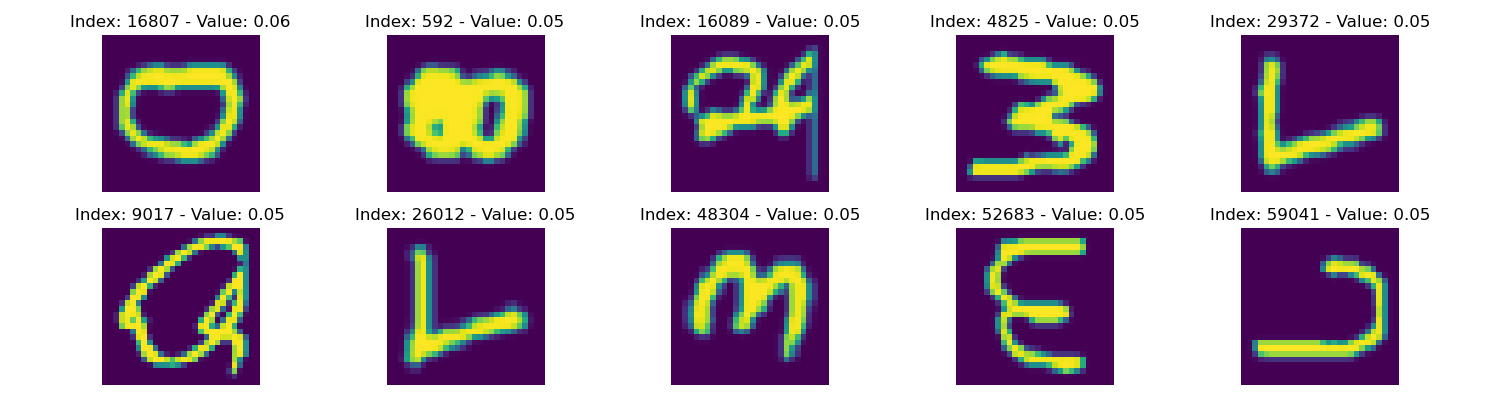 Index: 16807 - Value: 0.06 Index: 592 - Value: 0.05 Index: 16089 - Value: 0.05 Index: 4825 - Value: 0.05 Index: 29372 - Value: 0.05
3 L
Index: 9017 - Value: 0.05 Index: 26012 - Value: 0.05 Index: 48304 - Value: 0.05 Index: 52683 - Value: 0.05 Index: 59041 - Value: 0.05
L m E